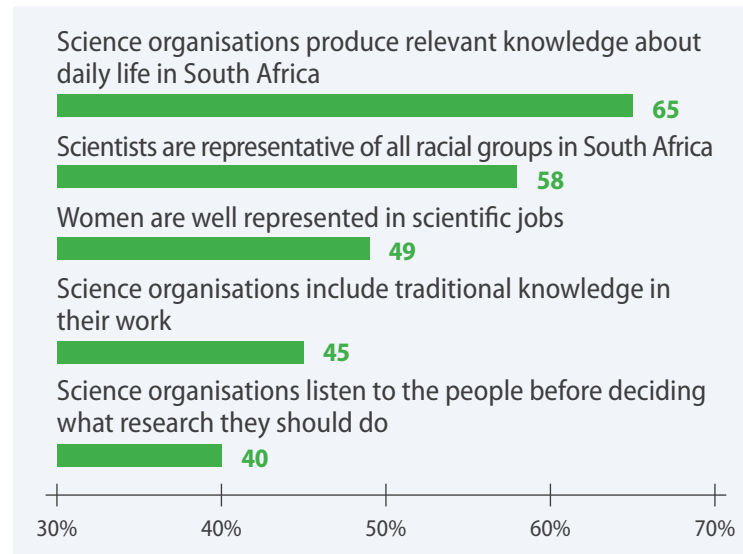 Science organisations produce relevant knowledge about
daily life in South Africa
65
Scientists are representative of all racial groups in South Africa
58
Women are well represented in scientific jobs
49
Science organisations include traditional knowledge in
their work
45
Science organisations listen to the people before deciding
what research they should do
40
30% 40% 50% 60% 70%